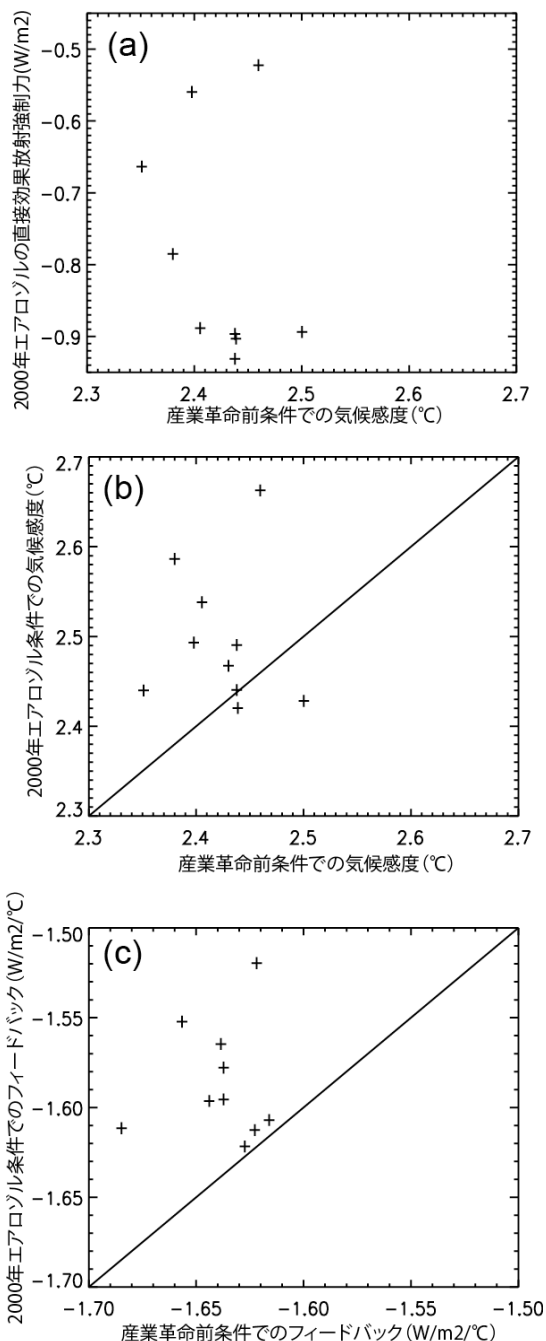 (a)
2000年エアロゾルの直接効果放射強制力(W/m2)
−0.5
−0.6
−0.7
−0.8
−0.9
2.3 2.4 2.5 2.6 2.7
産業革命前条件での気候感度(℃)
(b)
2000年エアロゾル条件での気候感度(℃)
2.7
2.6
2.5
2.4
2.3
2.3 2.4 2.5 2.6 2.7
産業革命前条件での気候感度(℃)
(c)
2000年エアロゾル条件でのフィードバック(W/m2/℃)
−1.50
−1.55
−1.60
−1.65
−1.70
−1.70 −1.65 −1.60 −1.55 −1.50
産業革命前条件でのフィードバック(W/m2/℃)